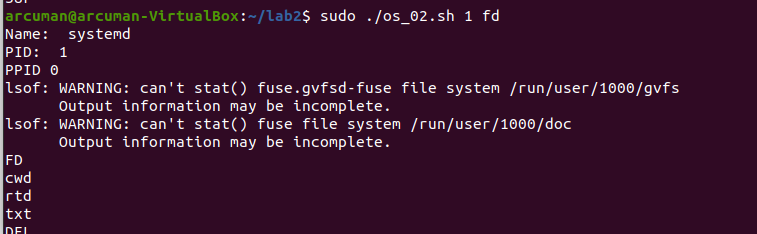 arcuman@arcuman-VirtualBox:~/lab2$ sudo ./os_02.sh 1 fd
Name:  systemd
PID:  1
PPID 0
lsof: WARNING: can't stat() fuse.gvfsd-fuse file system /run/user/1000/gvfs
      Output information may be incomplete.
lsof: WARNING: can't stat() fuse file system /run/user/1000/doc
      Output information may be incomplete.
FD
cwd
rtd
txt